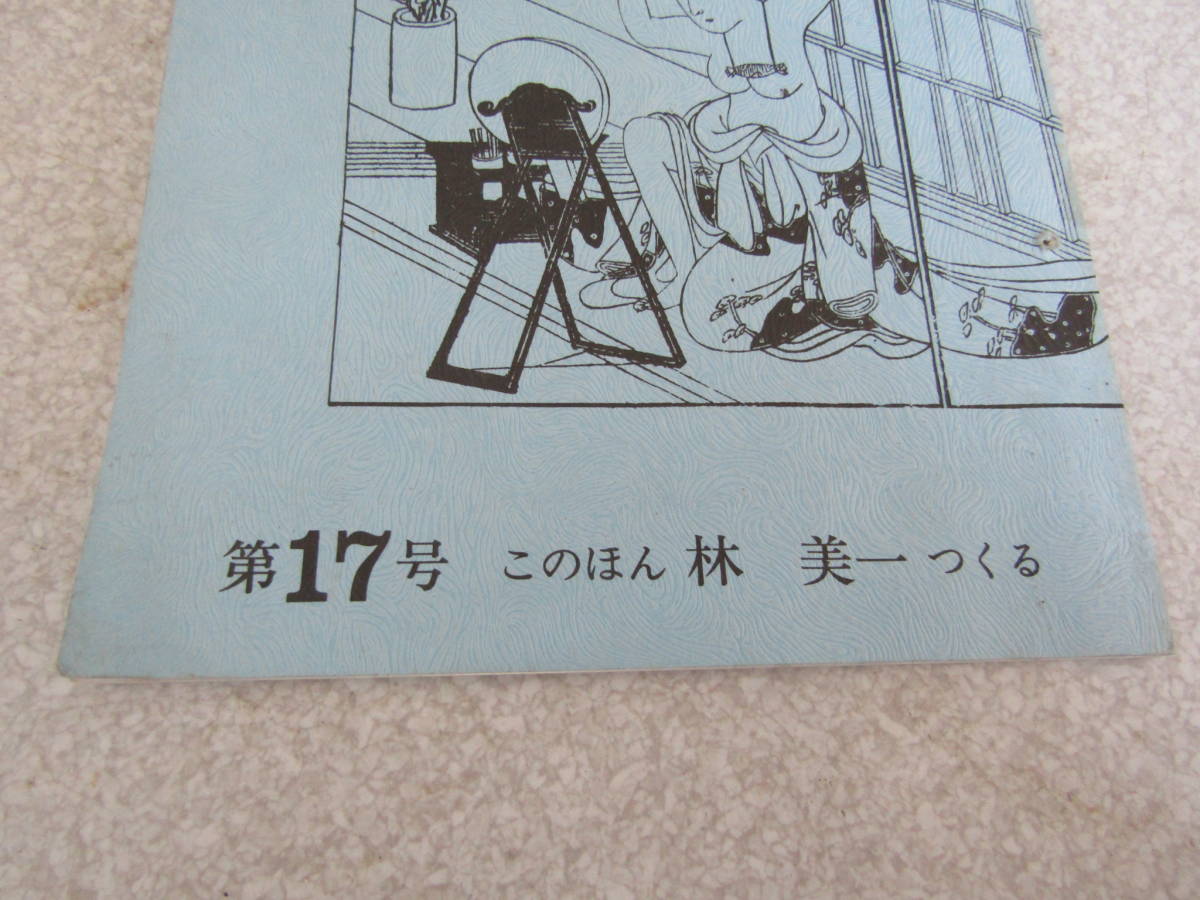 第17号 このほん 林 美一 つくる